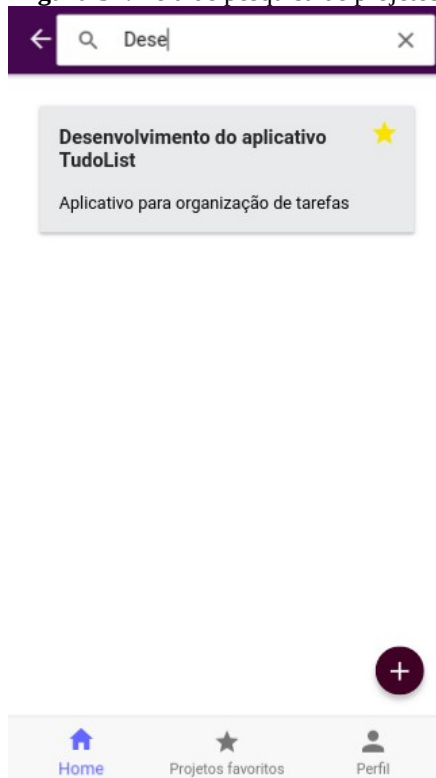 Dese
Desenvolvimento do aplicativo
TudoList
Aplicativo para organização de tarefas
Home Projetos favoritos Perfil